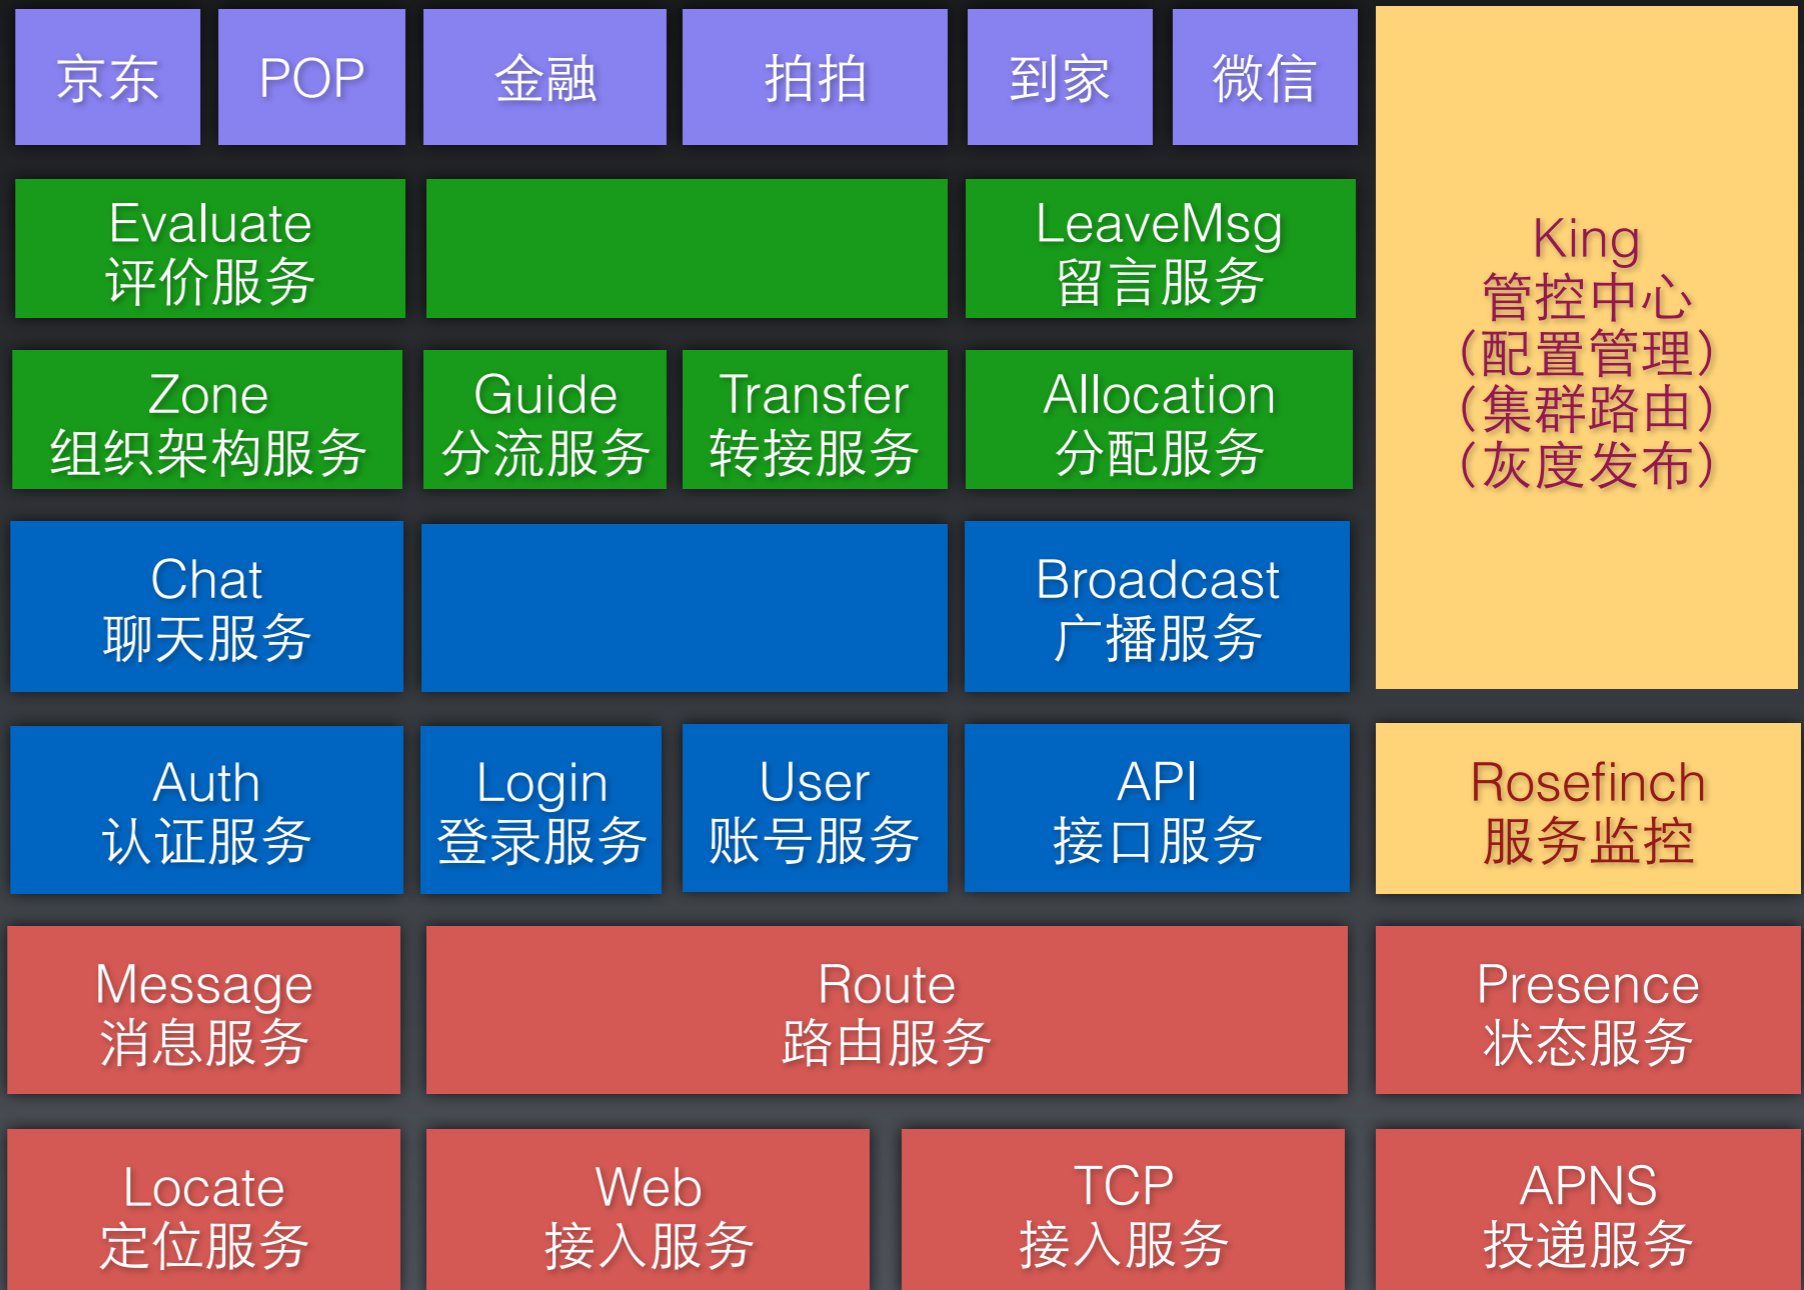 京东
POP
金融
拍拍
到家
微信
King
管控中心
（配置管理）
（集群路由）
（灰度发布）
Evaluate
评价服务
LeaveMsg
留言服务
Zone
组织架构服务
Guide
分流服务
Transfer
转接服务
Allocation
分配服务
Chat
聊天服务
Broadcast
广播服务
Auth
认证服务
Login
登录服务
User
账号服务
API
接口服务
Rosefinch
服务监控
Message
消息服务
Route
路由服务
Presence
状态服务
Locate
定位服务
Web
接入服务
TCP
接入服务
APNS
投递服务